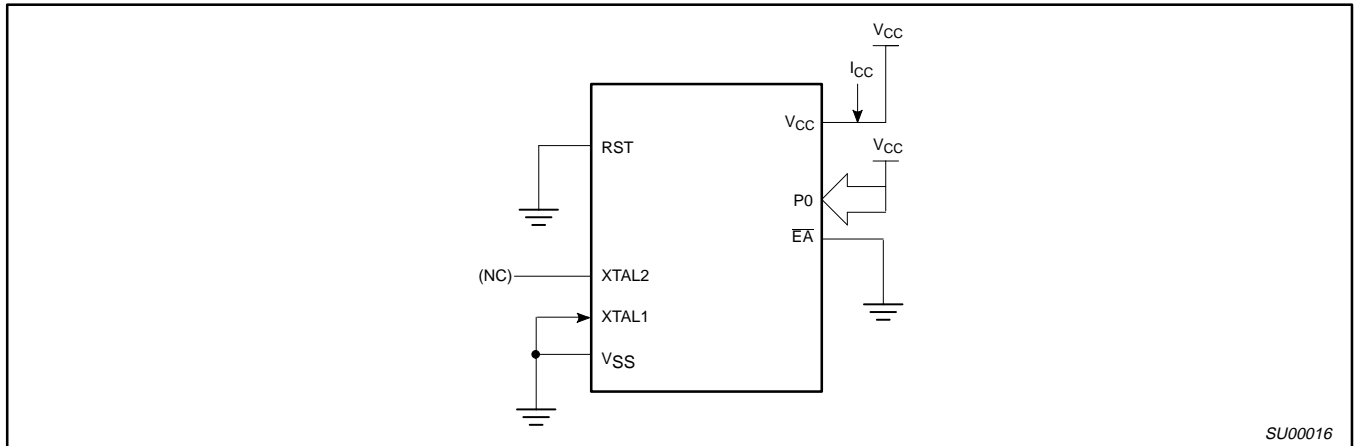 VCC
ICC
VCC
VCC
RST
P0
EA
(NC)
XTAL2
XTAL1
VSS
SU00016